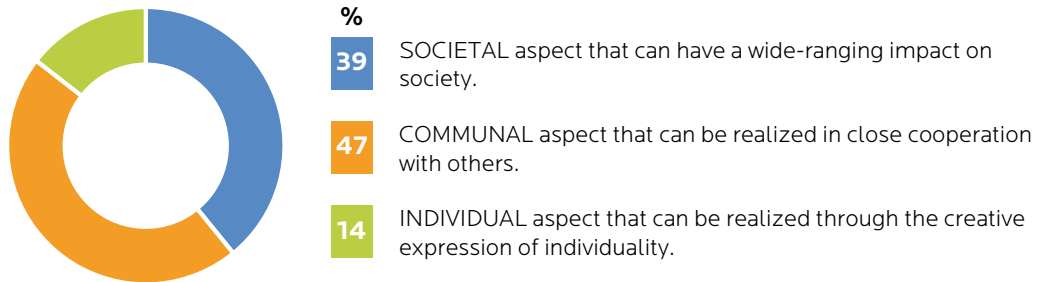 %
39
SOCIETAL aspect that can have a wide-ranging impact on
society.
47
COMMUNAL aspect that can be realized in close cooperation
with others.
14
INDIVIDUAL aspect that can be realized through the creative
expression of individuality.